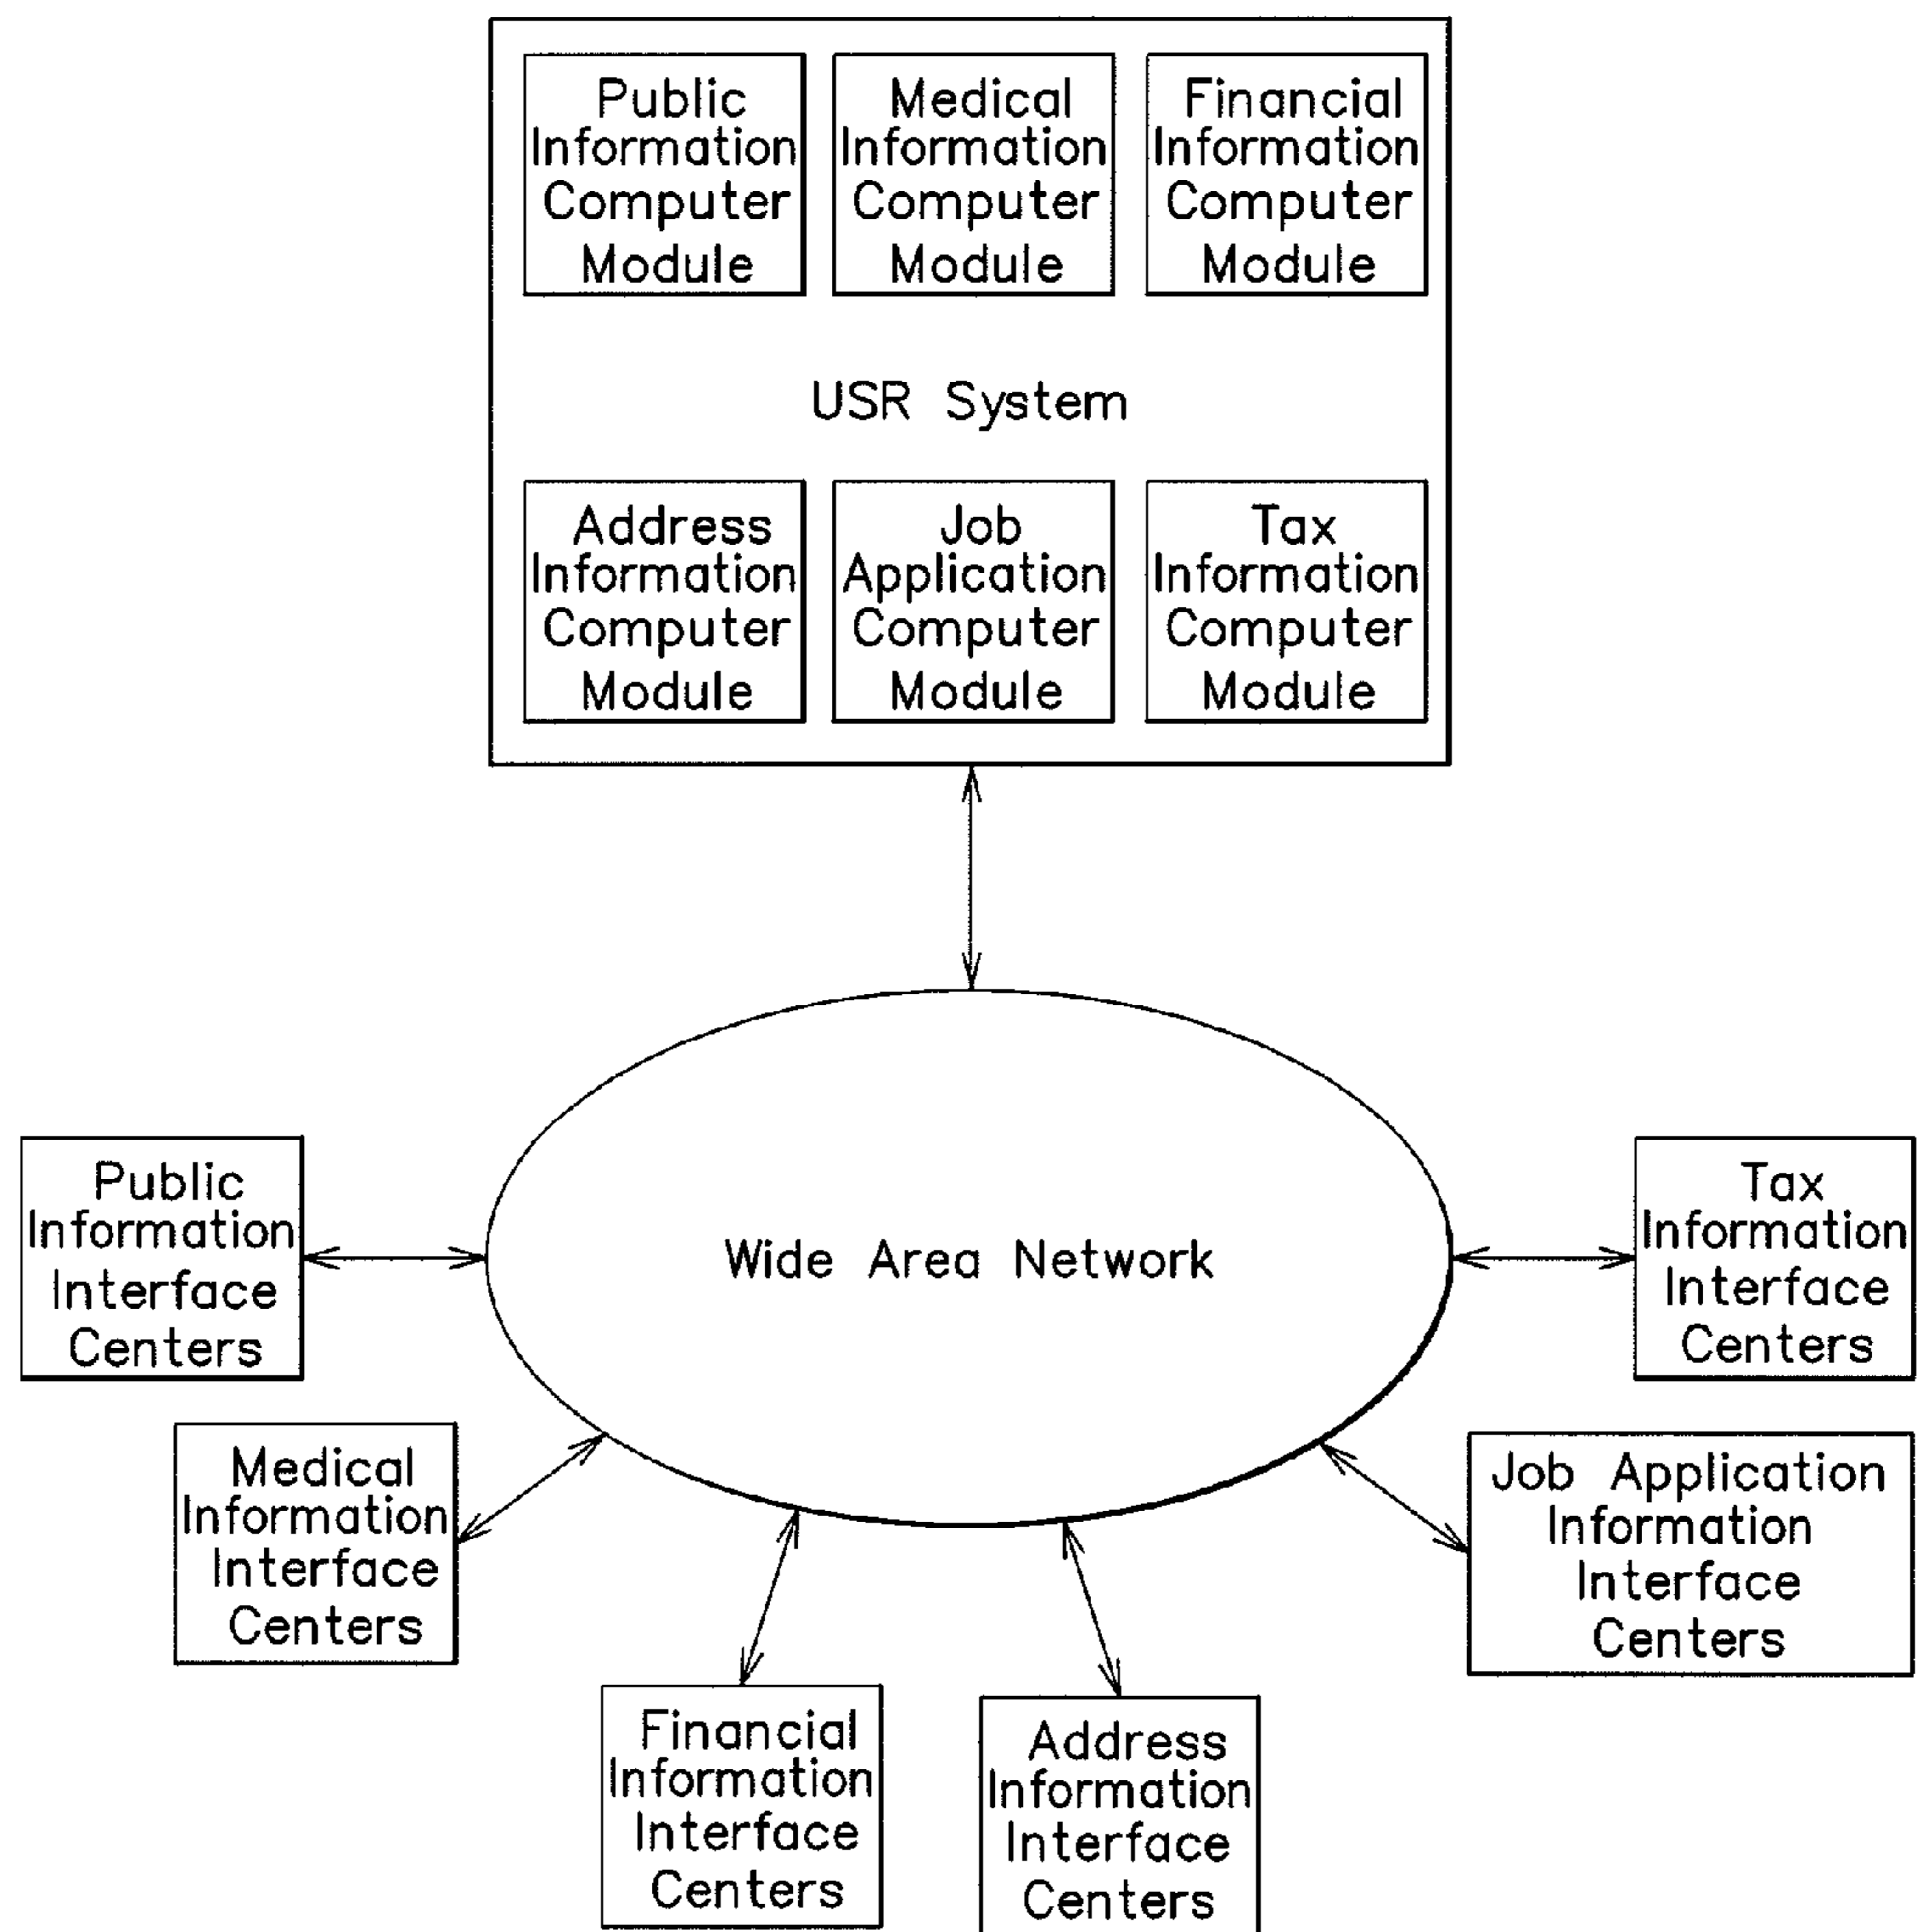 Public
Information
Computer
Module
Medical
Information
Computer
Module
Financial
Information
Computer
Module
USR System
Address
Information
Computer
Module
Job
Application
Computer
Module
Tax
Information
Computer
Module
Wide Area Network
Public
Information
Interface
Centers
Tax
Information
Interface
Centers
Medical
Information
Interface
Centers
Job Application
Information
Interface
Centers
Financial
Information
Interface
Centers
Address
Information
Interface
Centers